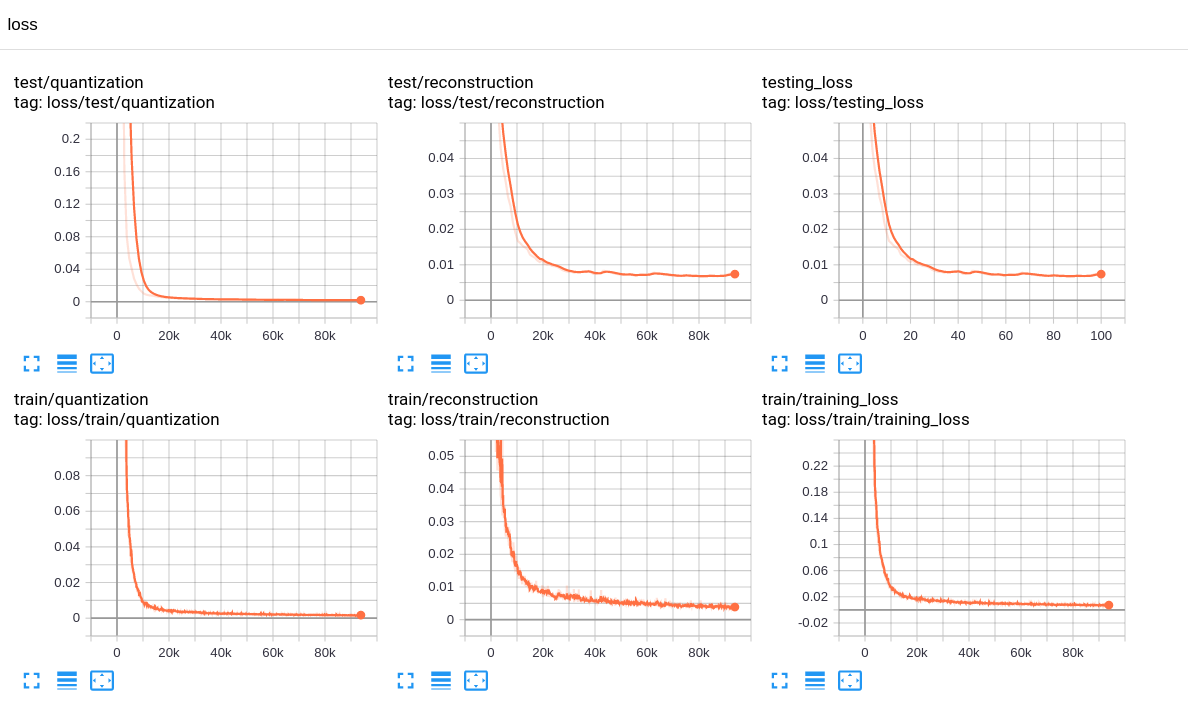 loss
test/quantization
tag: loss/test/quantization
0.2
0.16
0.12
0.08
0.04
0
0 20k 40k 60k 80k
test/reconstruction
tag: loss/test/reconstruction
0.04
0.03
0.02
0.01
0
0 20k 40k 60k 80k
testing_loss
tag: loss/testing_loss
0.04
0.03
0.02
0.01
0
0 20 40 60 80 100
train/quantization
tag: loss/train/quantization
0.08
0.06
0.04
0.02
0
0 20k 40k 60k 80k
train/reconstruction
tag: loss/train/reconstruction
0.05
0.04
0.03
0.02
0.01
0
0 20k 40k 60k 80k
train/training_loss
tag: loss/train/training_loss
0.22
0.18
0.14
0.1
0.06
0.02
-0.02
0 20k 40k 60k 80k